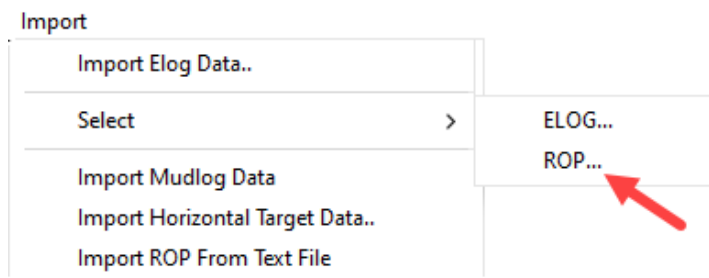 Import
Import Elog Data..
Select
ELOG...
ROP...
Import Mudlog Data
Import Horizontal Target Data..
Import ROP From Text File